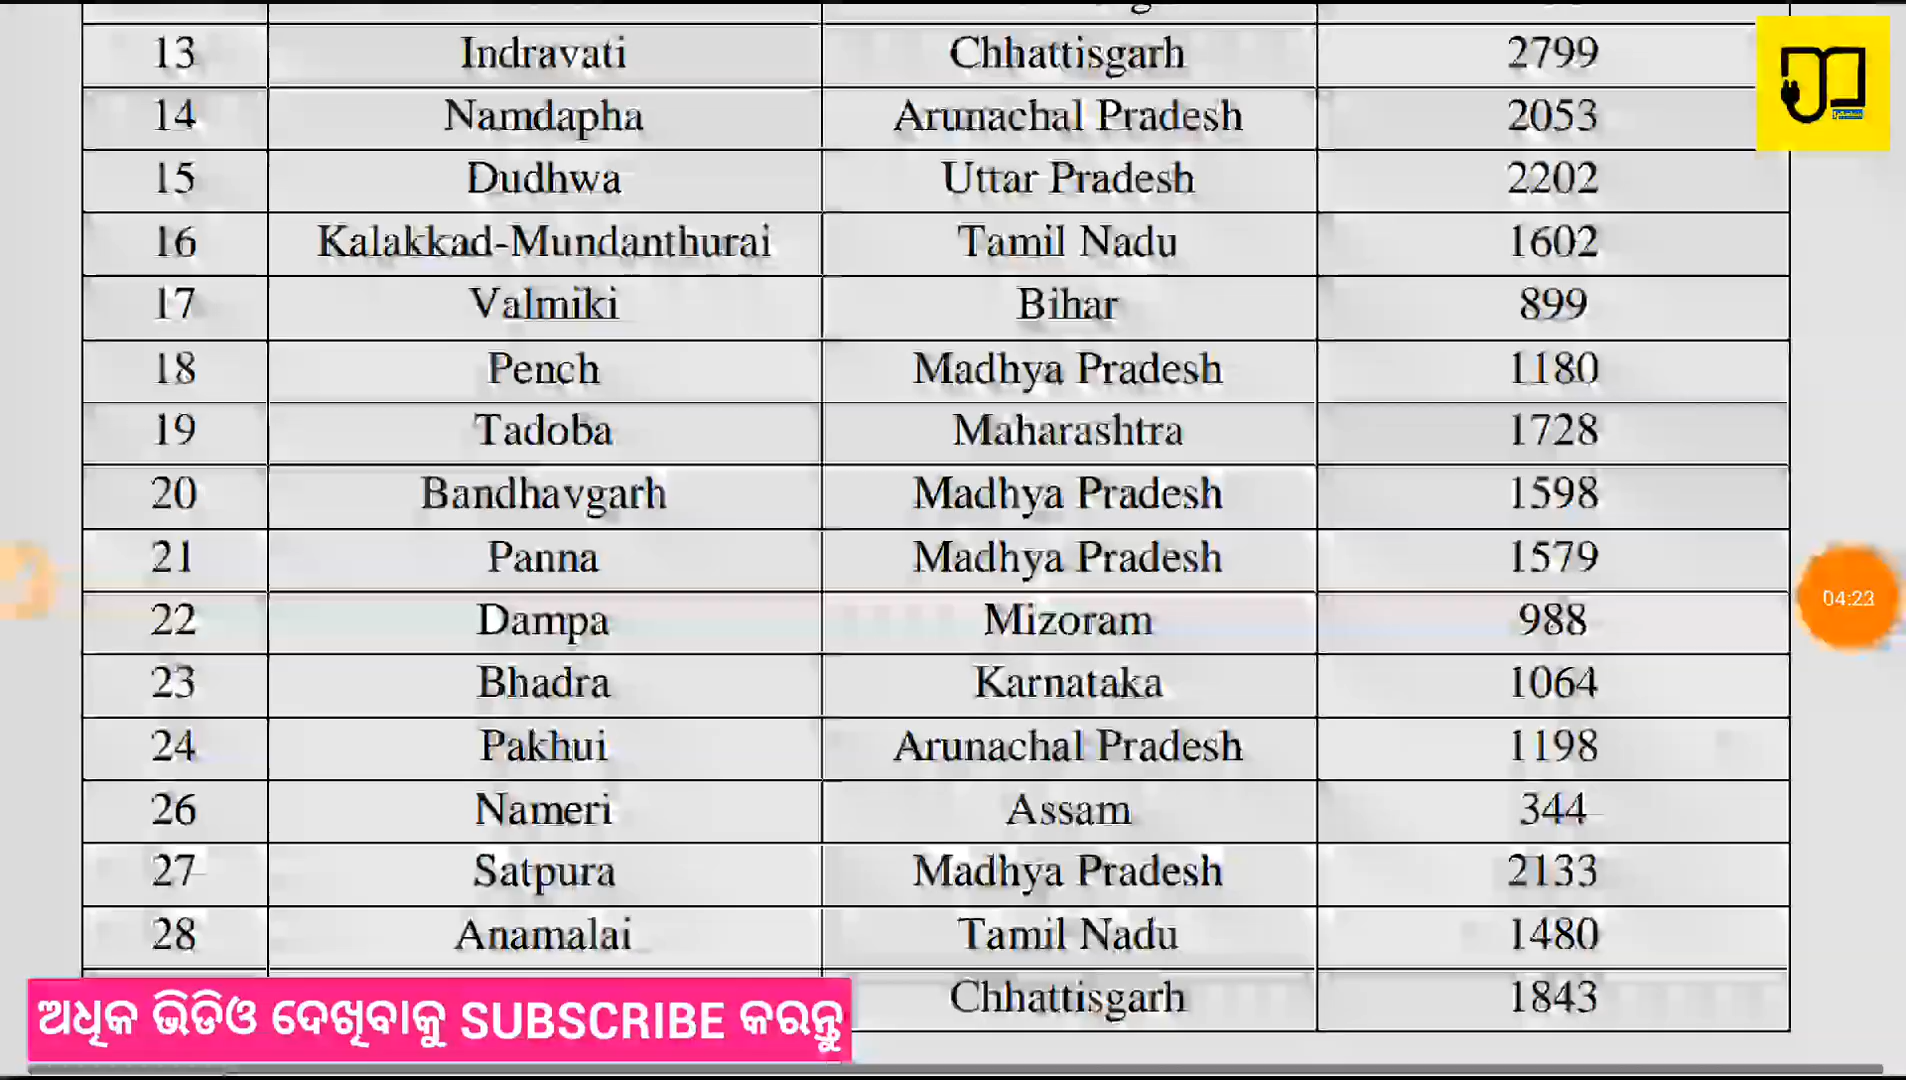 13 Indravati Chhattisgarh 2799
14 Namdapha Arunachal Pradesh 2053
15 Dudhwa Uttar Pradesh 2202
16 Kalakkad-Mundanthurai Tamil Nadu 1602
17 Valmiki Bihar 899
18 Pench Madhya Pradesh 1180
19 Tadoba Maharashtra 1728
20 Bandhavgarh Madhya Pradesh 1598
21 Panna Madhya Pradesh 1579
04:23
22 Dampa Mizoram 988
23 Bhadra Karnataka 1064
24 Pakhui Arunachal Pradesh 1198
26 Nameri Assam 344
27 Satpura Madhya Pradesh 2133
28 Anamalai Tamil Nadu 1480
Chhattisgarh 1843
ଅଧିକ ଭିଡିଓ ଦେଖିବାକୁ SUBSCRIBE କରନ୍ତୁ